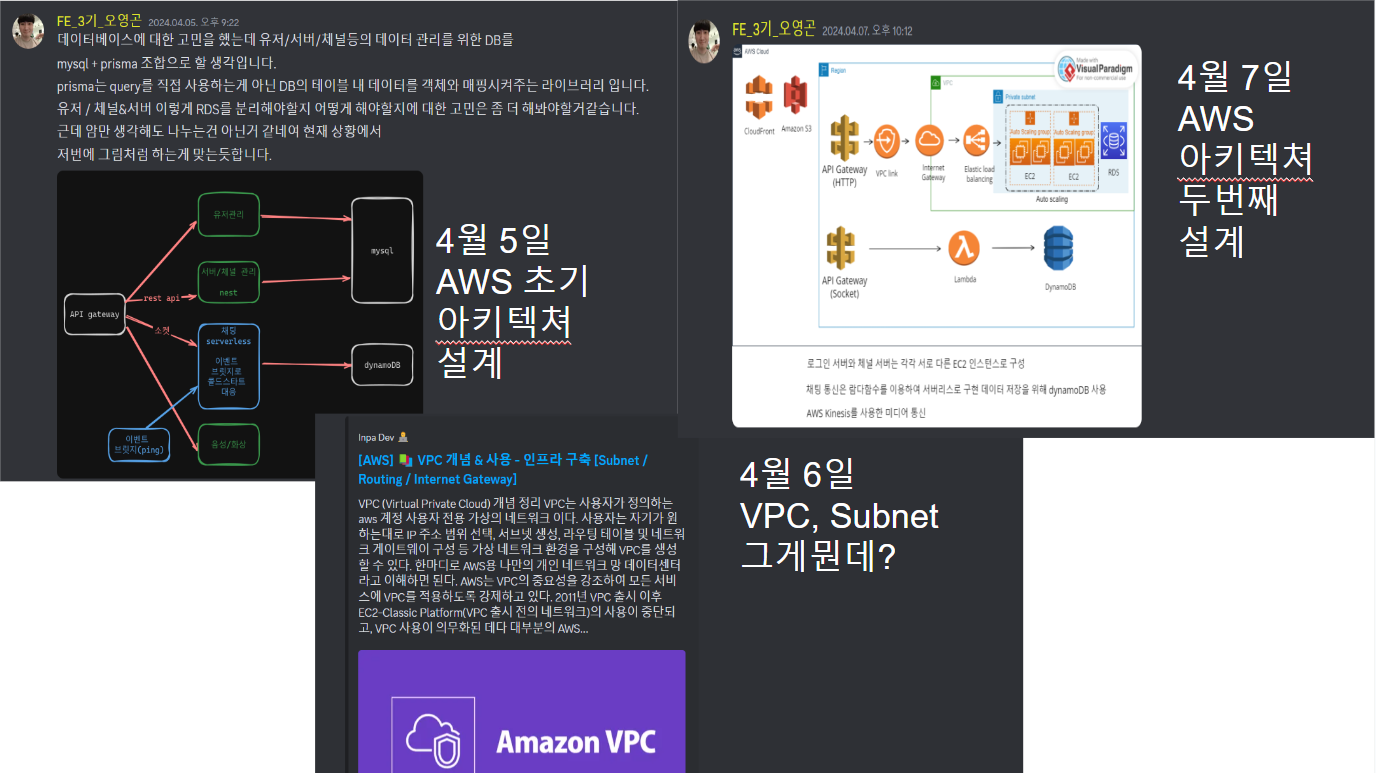 FE_3기_오영곤 2024.04.05. 오후 9:22
데이터베이스에 대한 고민을 했는데 유저/서버/채널등의 데이터 관리를 위한 DB를
mysql + prisma 조합으로 할 생각입니다.
prisma는 query를 직접 사용하는게 아닌 DB의 테이블 내 데이터를 객체와 매핑시켜주는 라이브러리 입니다.
유저 / 채널&서버 이렇게 RDS를 분리해야할지 어떻게 해야할지에 대한 고민은 좀 더 해봐야할거같습니다.
근데 암만 생각해도 나누는건 아닌거 같네여 현재 상황에서
저번에 그림처럼 하는게 맞는듯합니다.
유저관리
mysql
서버/채널 관리
nest
rest api
API gateway
소켓
채팅
serverless
이벤트
브릿지로
콜드스타트
대응
dynamoDB
이벤트
브릿지(ping)
음성/화상
4월 5일
AWS 초기
아키텍쳐
설계
FE_3기_오영곤 2024.04.07. 오후 10:12
AWS Cloud
Made with
VisualParadigm
For non-commercial use
Region
VPC
Private subnet
CloudFront
Amazon S3
Auto Scaling group
Auto Scaling group
API Gateway
(HTTP)
VPC link
Internet
Gateway
Elastic load
balancing
EC2
EC2
RDS
Auto scaling
API Gateway
(Socket)
Lambda
DynamoDB
로그인 서버와 채널 서버는 각각 서로 다른 EC2 인스턴스로 구성
채팅 통신은 람다함수를 이용하여 서버리스로 구현 데이터 저장을 위해 dynamoDB 사용
AWS Kinesis를 사용한 미디어 통신
4월 7일
AWS
아키텍쳐
두번째
설계
Inpa Dev
[AWS] VPC 개념 & 사용 - 인프라 구축 [Subnet /
Routing / Internet Gateway]
VPC (Virtual Private Cloud) 개념 정리 VPC는 사용자가 정의하는
aws 계정 사용자 전용 가상의 네트워크 이다. 사용자는 자기가 원
하는대로 IP 주소 범위 선택, 서브넷 생성, 라우팅 테이블 및 네트워
크 게이트웨이 구성 등 가상 네트워크 환경을 구성해 VPC를 생성
할 수 있다. 한마디로 AWS용 나만의 개인 네트워크 망 데이터센터
라고 이해하면 된다. AWS는 VPC의 중요성을 강조하여 모든 서비
스에 VPC를 적용하도록 강제하고 있다. 2011년 VPC 출시 이후
EC2-Classic Platform(VPC 출시 전의 네트워크)의 사용이 중단되
고, VPC 사용이 의무화된 데다 대부분의 AWS...
Amazon VPC
4월 6일
VPC, Subnet
그게뭔데?